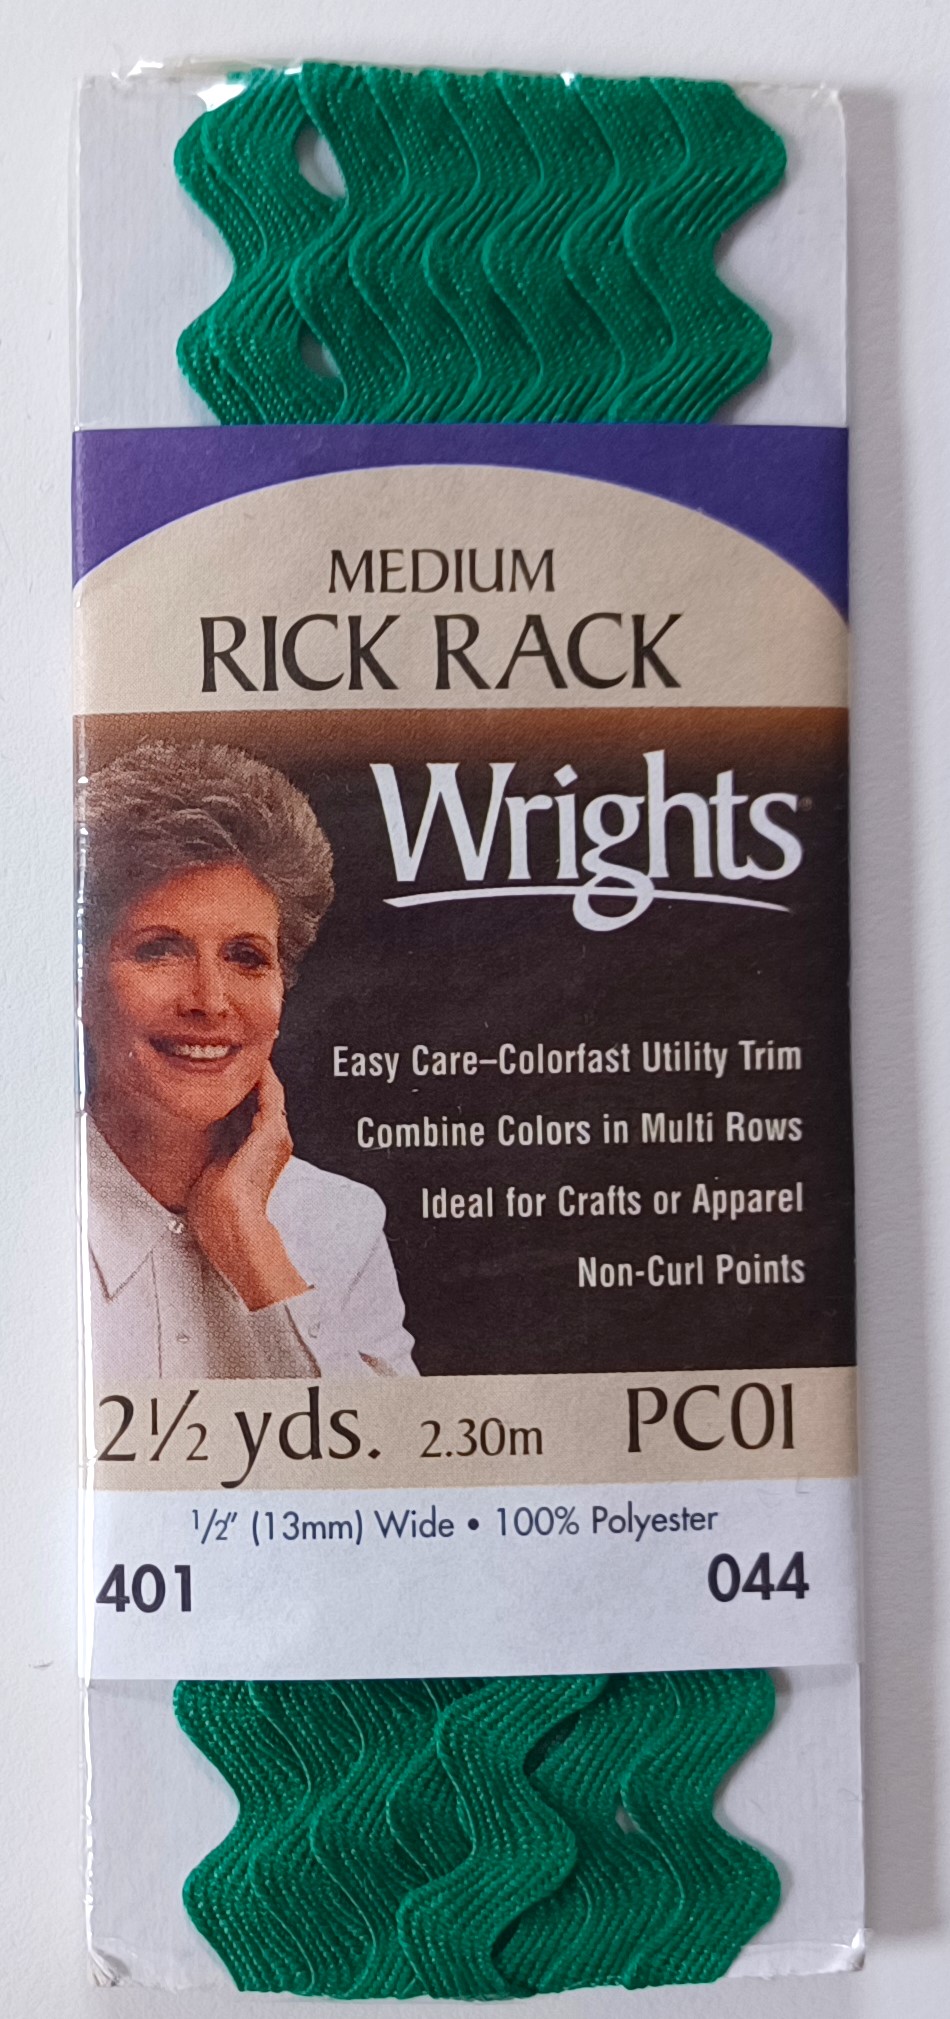 MEDIUM
RICK RACK
Wrights®
Easy Care–Colorfast Utility Trim
Combine Colors in Multi Rows
Ideal for Crafts or Apparel
Non-Curl Points
2½ yds. 2.30m PC01
½" (13mm) Wide • 100% Polyester
401 044